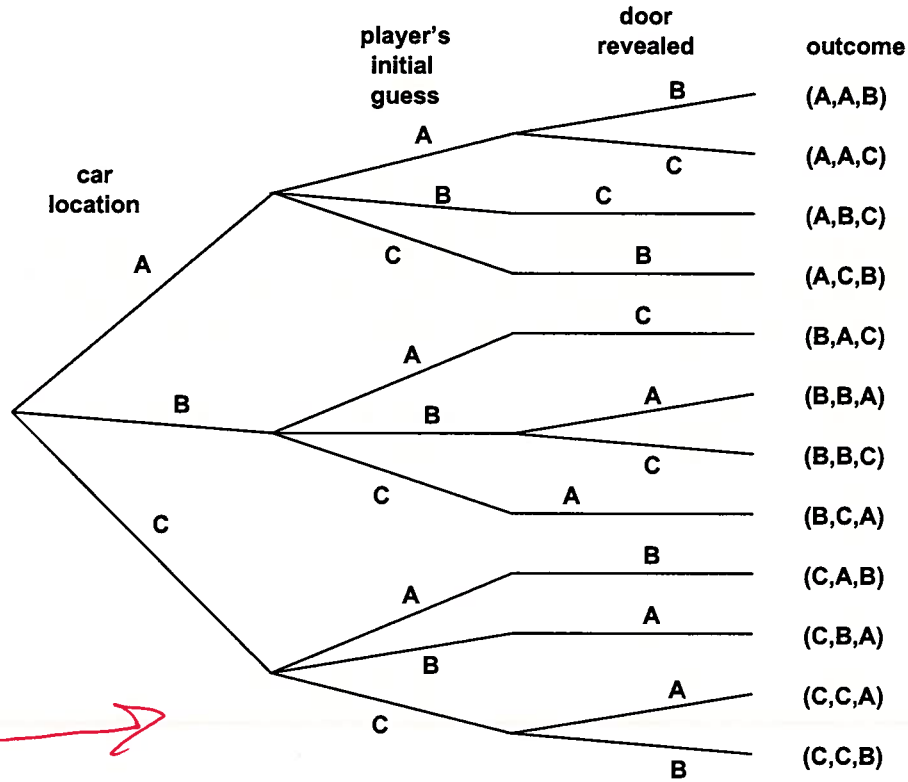 door
revealed
player's
initial
guess
outcome
car
location
A
B
C
A
B
C
A
B
C
A
B
C
B
C
C
B
C
A
C
A
B
A
A
B
(A,A,B)
(A,A,C)
(A,B,C)
(A,C,B)
(B,A,C)
(B,B,A)
(B,B,C)
(B,C,A)
(C,A,B)
(C,B,A)
(C,C,A)
(C,C,B)